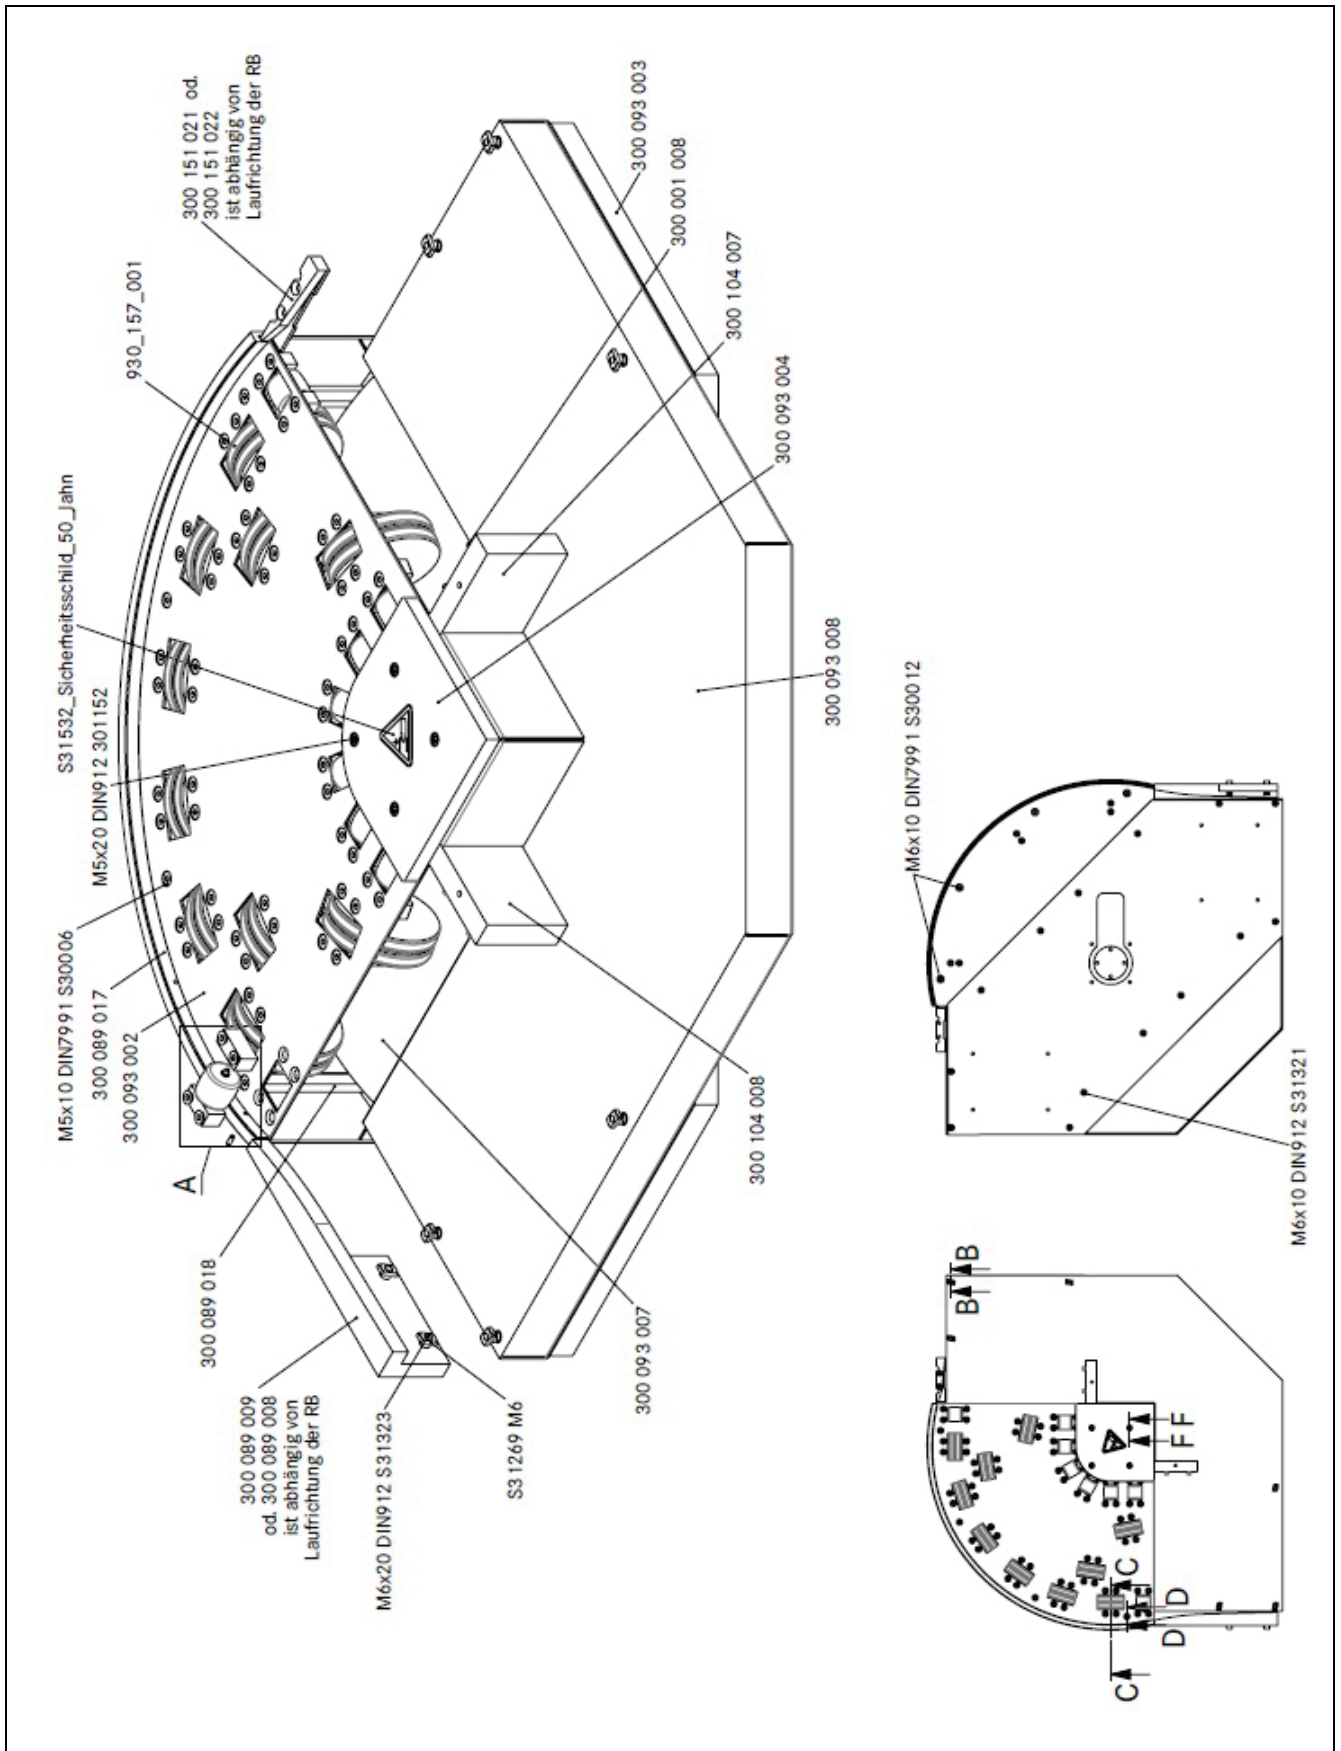 300 151 021 od.
300 151 022
ist abhängig von
Laufrichtung der RB
930_157_001
S31532_Sicherheitsschild_50_Jahn
M5x20 DIN912 301152
M5x10 DIN7991 S30006
300 089 017
300 093 002
A
300 089 018
300 089 009
od. 300 089 008
ist abhängig von
Laufrichtung der RB
M6x20 DIN912 S31323
S31269 M6
300 093 007
300 104 008
300 093 008
300 093 004
300 104 007
300 001 008
300 093 003
M6x10 DIN7991 S30012
M6x10 DIN912 S31321
B
B
F
F
C
C
D
D